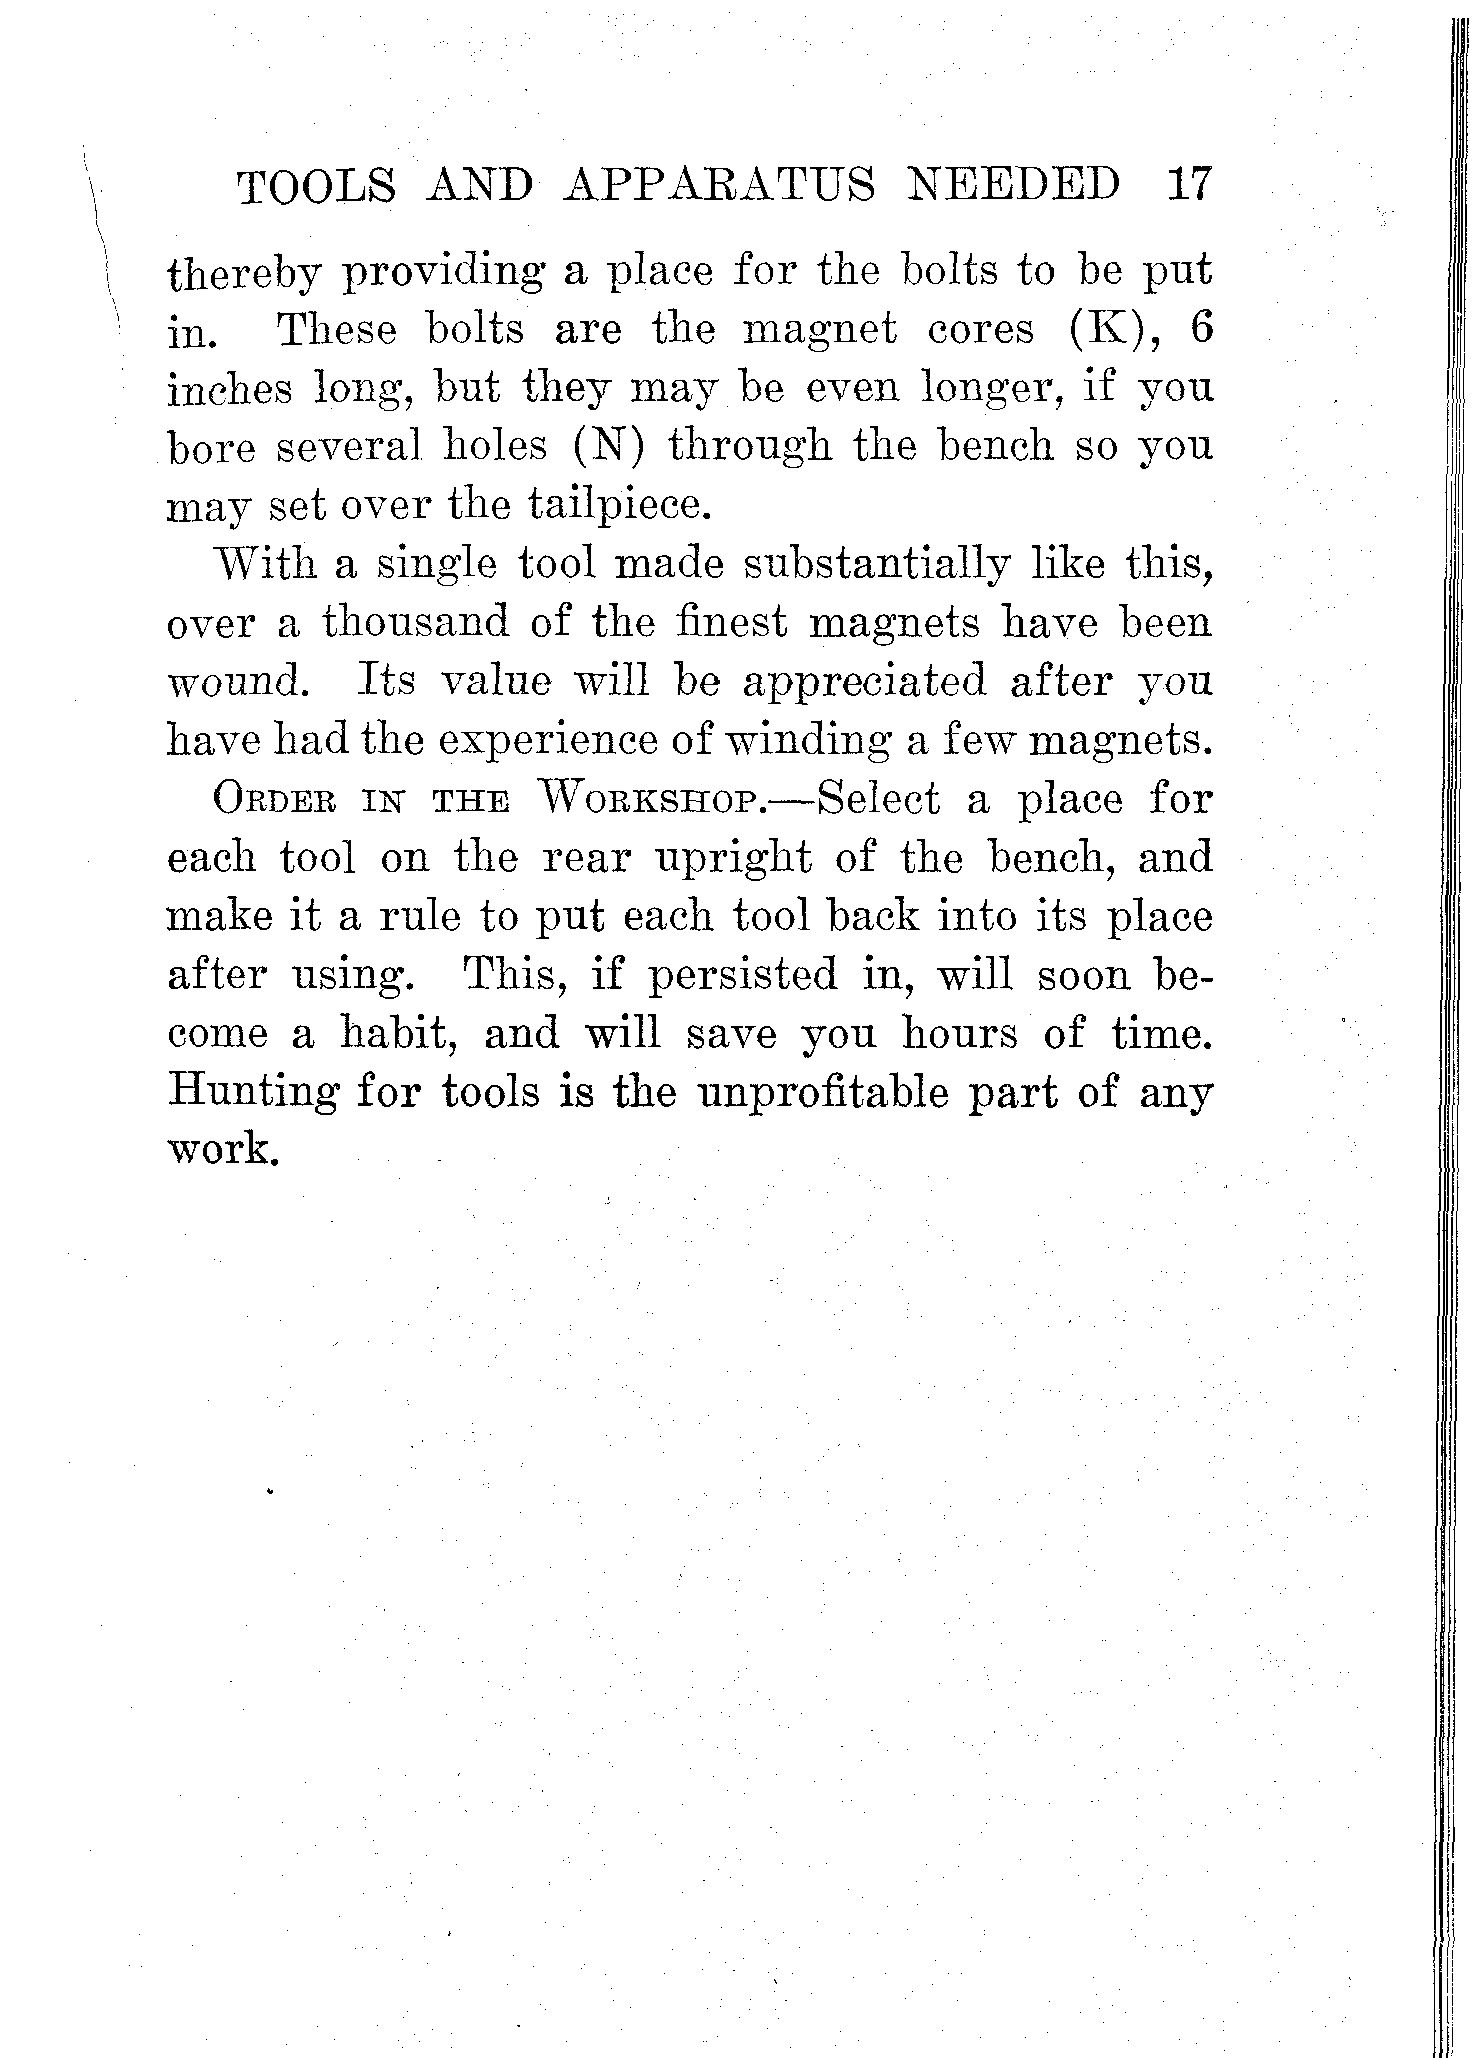 TOOLS AND APPARATUS NEEDED 17
thereby providing a place for the bolts to be put
in. These bolts are the magnet cores (K), 6
inches long, but they may be even longer, if you
bore several holes (N) through the bench so you
may set over the tailpiece.
With a single tool made substantially like this,
over a thousand of the finest magnets have been
wound. Its value will be appreciated after you
have had the experience of winding a few magnets.
ORDER IN THE WORKSHOP.—Select a place for
each tool on the rear upright of the bench, and
make it a rule to put each tool back into its place
after using. This, if persisted in, will soon be-
come a habit, and will save you hours of time.
Hunting for tools is the unprofitable part of any
work.